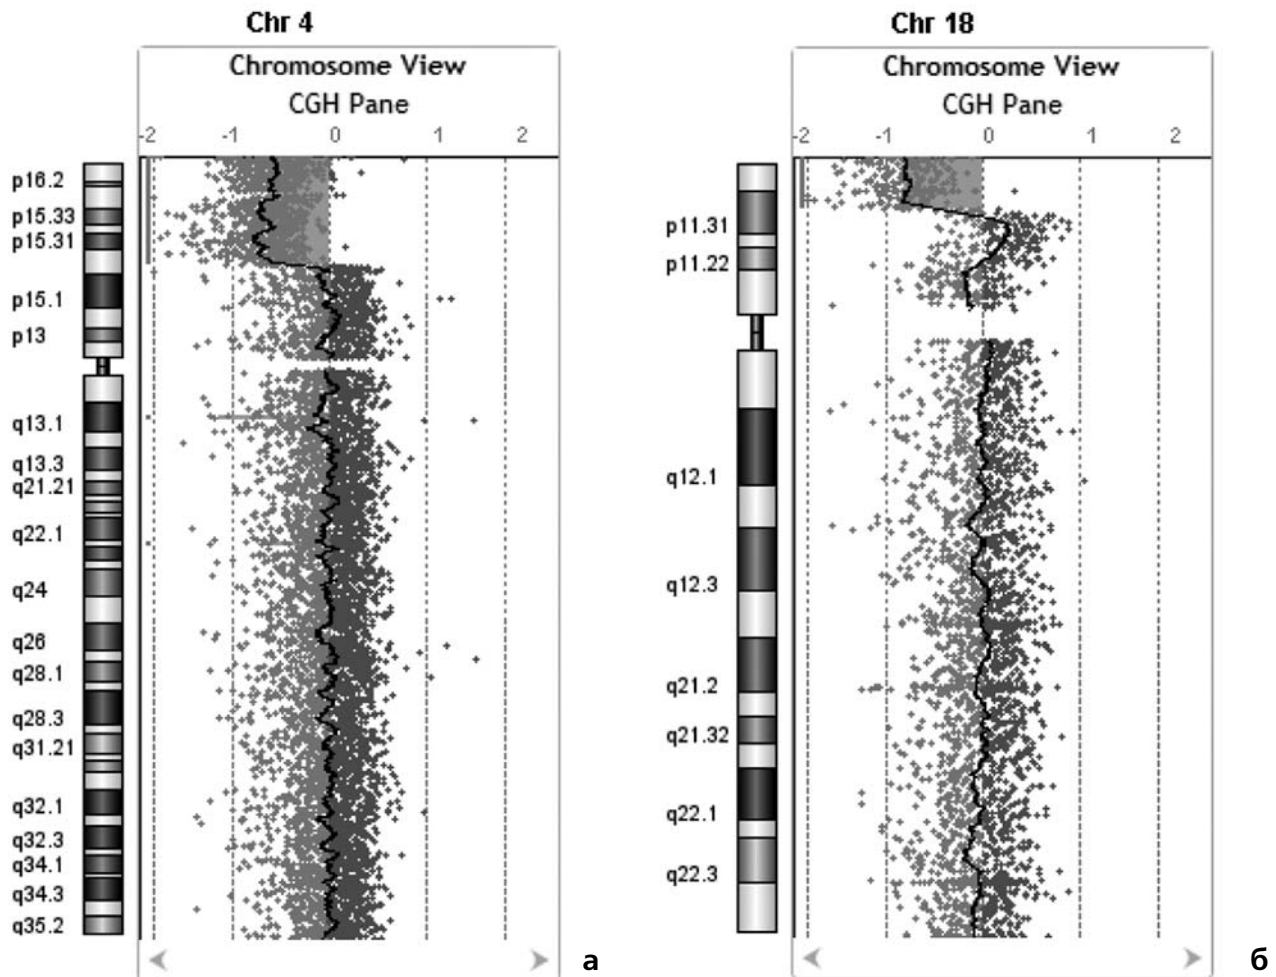 Chr 4
Chromosome View
CGH Pane
-2 -1 0 1 2
p16.2
p15.33
p15.31
p15.1
p13
q13.1
q13.3
q21.21
q22.1
q24
q26
q28.1
q28.3
q31.21
q32.1
q32.3
q34.1
q34.3
q35.2
а
Chr 18
Chromosome View
CGH Pane
-2 -1 0 1 2
p11.31
p11.22
q12.1
q12.3
q21.2
q21.32
q22.1
q22.3
б